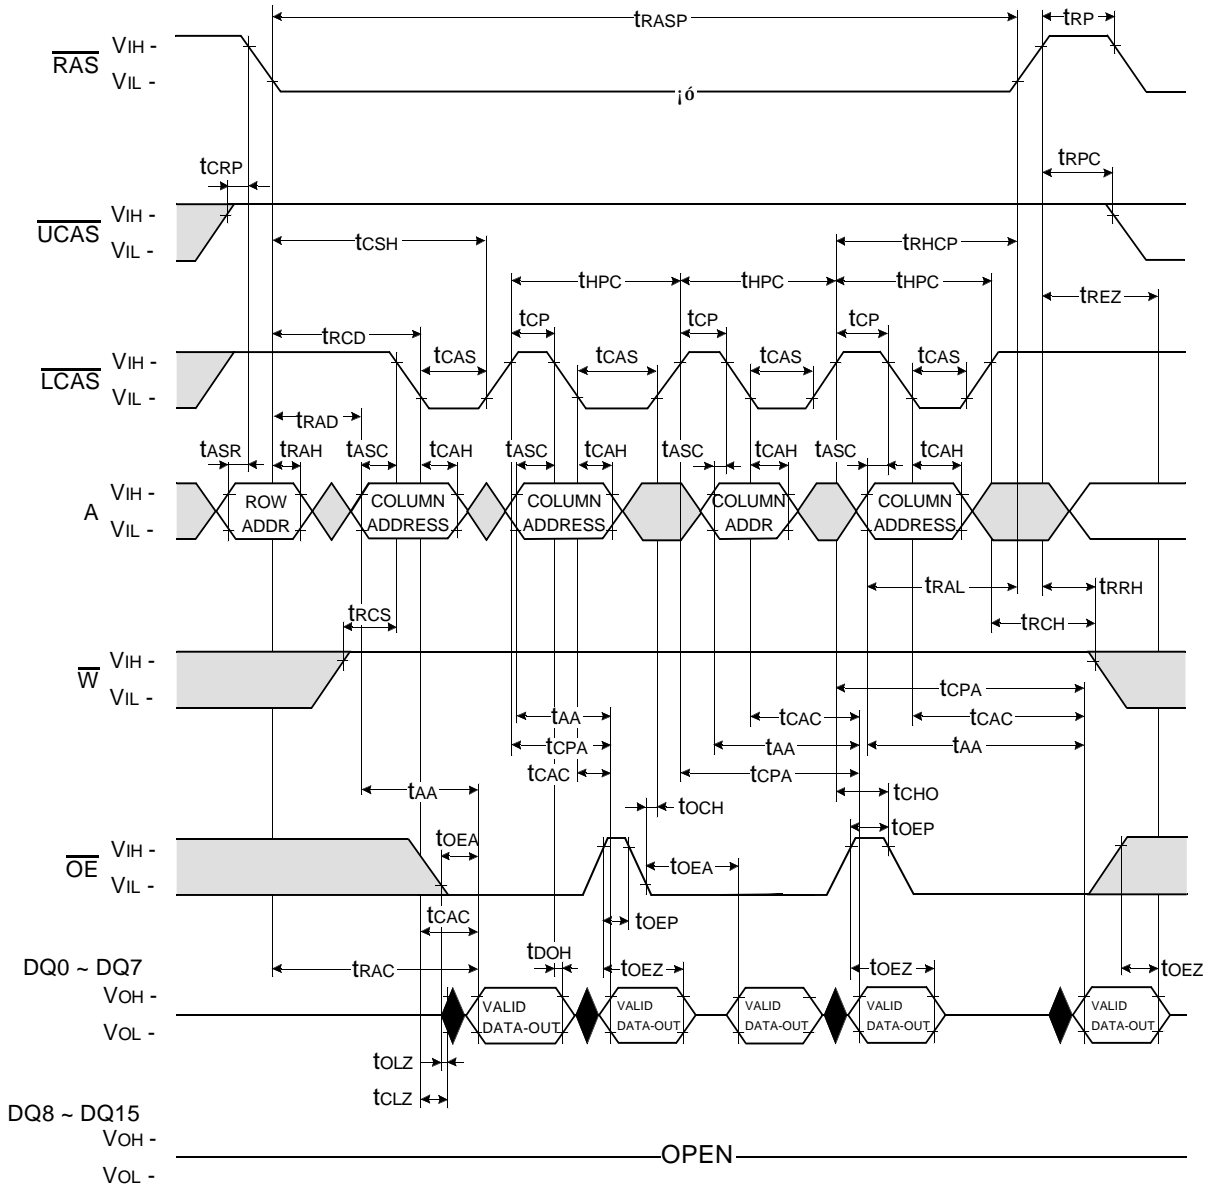 tRASP
tRP
RAS
VIH -
VIL -
¡ó
tCRP
tRPC
UCAS
VIH -
VIL -
tCSH
tRHCP
tHPC
tHPC
tHPC
tREZ
tRCD
tCP
tCP
tCP
LCAS
VIH -
VIL -
tCAS
tCAS
tCAS
tCAS
tRAD
tASR
tRAH
tASC
tCAH
tASC
tCAH
tASC
tCAH
tASC
tCAH
A
VIH -
VIL -
ROW
ADDR
COLUMN
ADDRESS
COLUMN
ADDRESS
COLUMN
ADDR
COLUMN
ADDRESS
tRAL
tRRH
tRCS
tRCH
W
VIH -
VIL -
tCPA
tAA
tCAC
tCAC
tCPA
tAA
tAA
tCAC
tCPA
tAA
tOCH
tCHO
tOEA
tOEP
OE
VIH -
VIL -
tOEA
tCAC
tOEP
tDOH
DQ0 ~ DQ7
tRAC
tOEZ
tOEZ
tOEZ
VOH -
VOL -
VALID
DATA-OUT
VALID
DATA-OUT
VALID
DATA-OUT
VALID
DATA-OUT
VALID
DATA-OUT
tOLZ
tCLZ
DQ8 ~ DQ15
VOH -
OPEN
VOL -